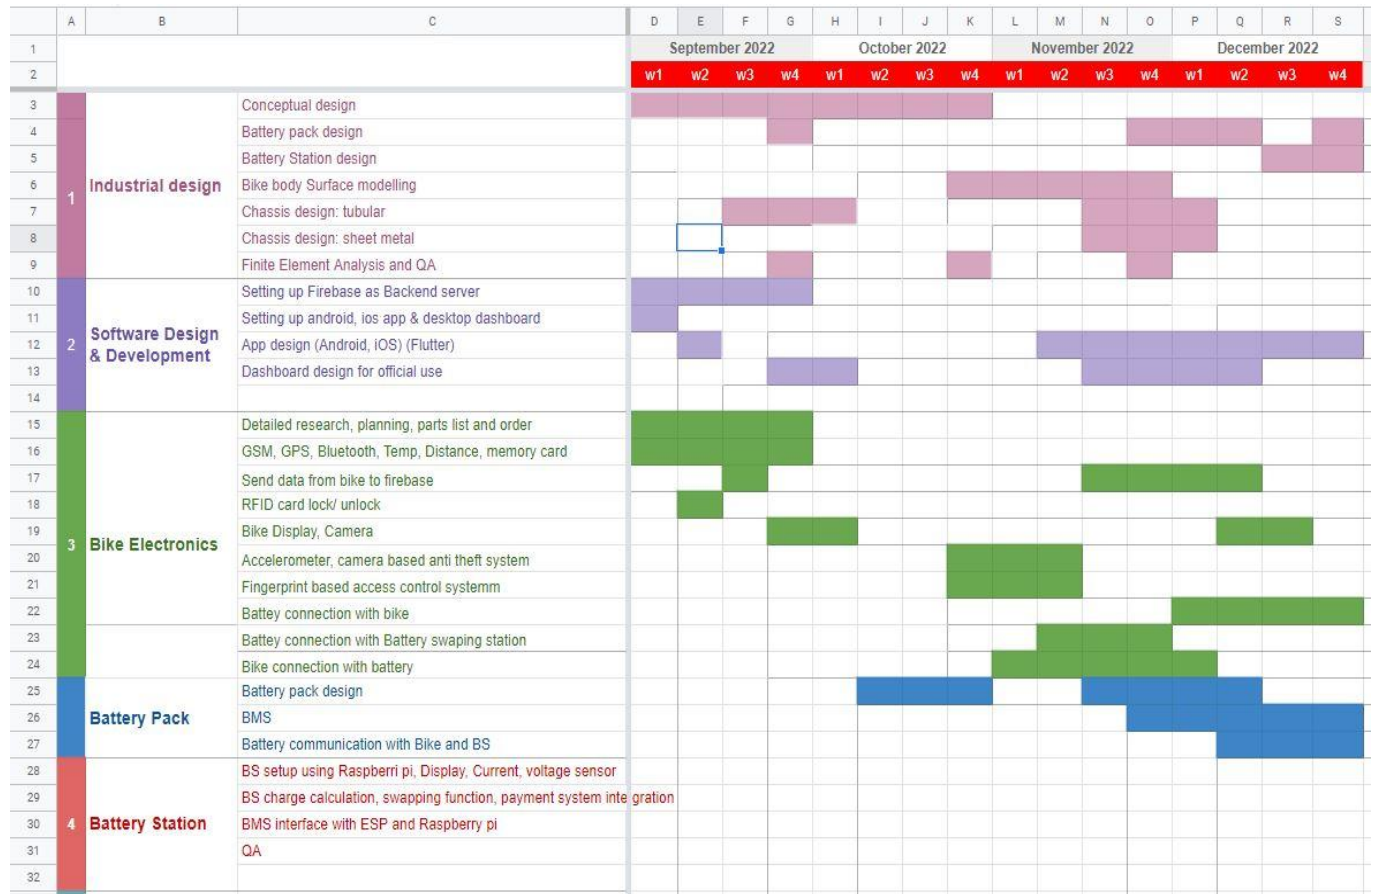 A B C D E F G H I J K L M N O P Q R S
1 September 2022 October 2022 November 2022 December 2022
2 w1 w2 w3 w4 w1 w2 w3 w4 w1 w2 w3 w4 w1 w2 w3 w4
3 Conceptual design
4 Battery pack design
5 Battery Station design
6 1 Industrial design Bike body Surface modelling
7 Chassis design: tubular
8 Chassis design: sheet metal
9 Finite Element Analysis and QA
10 Setting up Firebase as Backend server
11 Setting up android, ios app & desktop dashboard
12 2 Software Design & Development App design (Android, iOS) (Flutter)
13 Dashboard design for official use
14
15 Detailed research, planning, parts list and order
16 GSM, GPS, Bluetooth, Temp, Distance, memory card
17 Send data from bike to firebase
18 RFID card lock/ unlock
19 3 Bike Electronics Bike Display, Camera
20 Accelerometer, camera based anti theft system
21 Fingerprint based access control systemm
22 Battey connection with bike
23 Battey connection with Battery swaping station
24 Bike connection with battery
25 Battery pack design
26 Battery Pack BMS
27 Battery communication with Bike and BS
28 BS setup using Raspberri pi, Display, Current, voltage sensor
29 BS charge calculation, swapping function, payment system integration
30 4 Battery Station BMS interface with ESP and Raspberry pi
31 QA
32